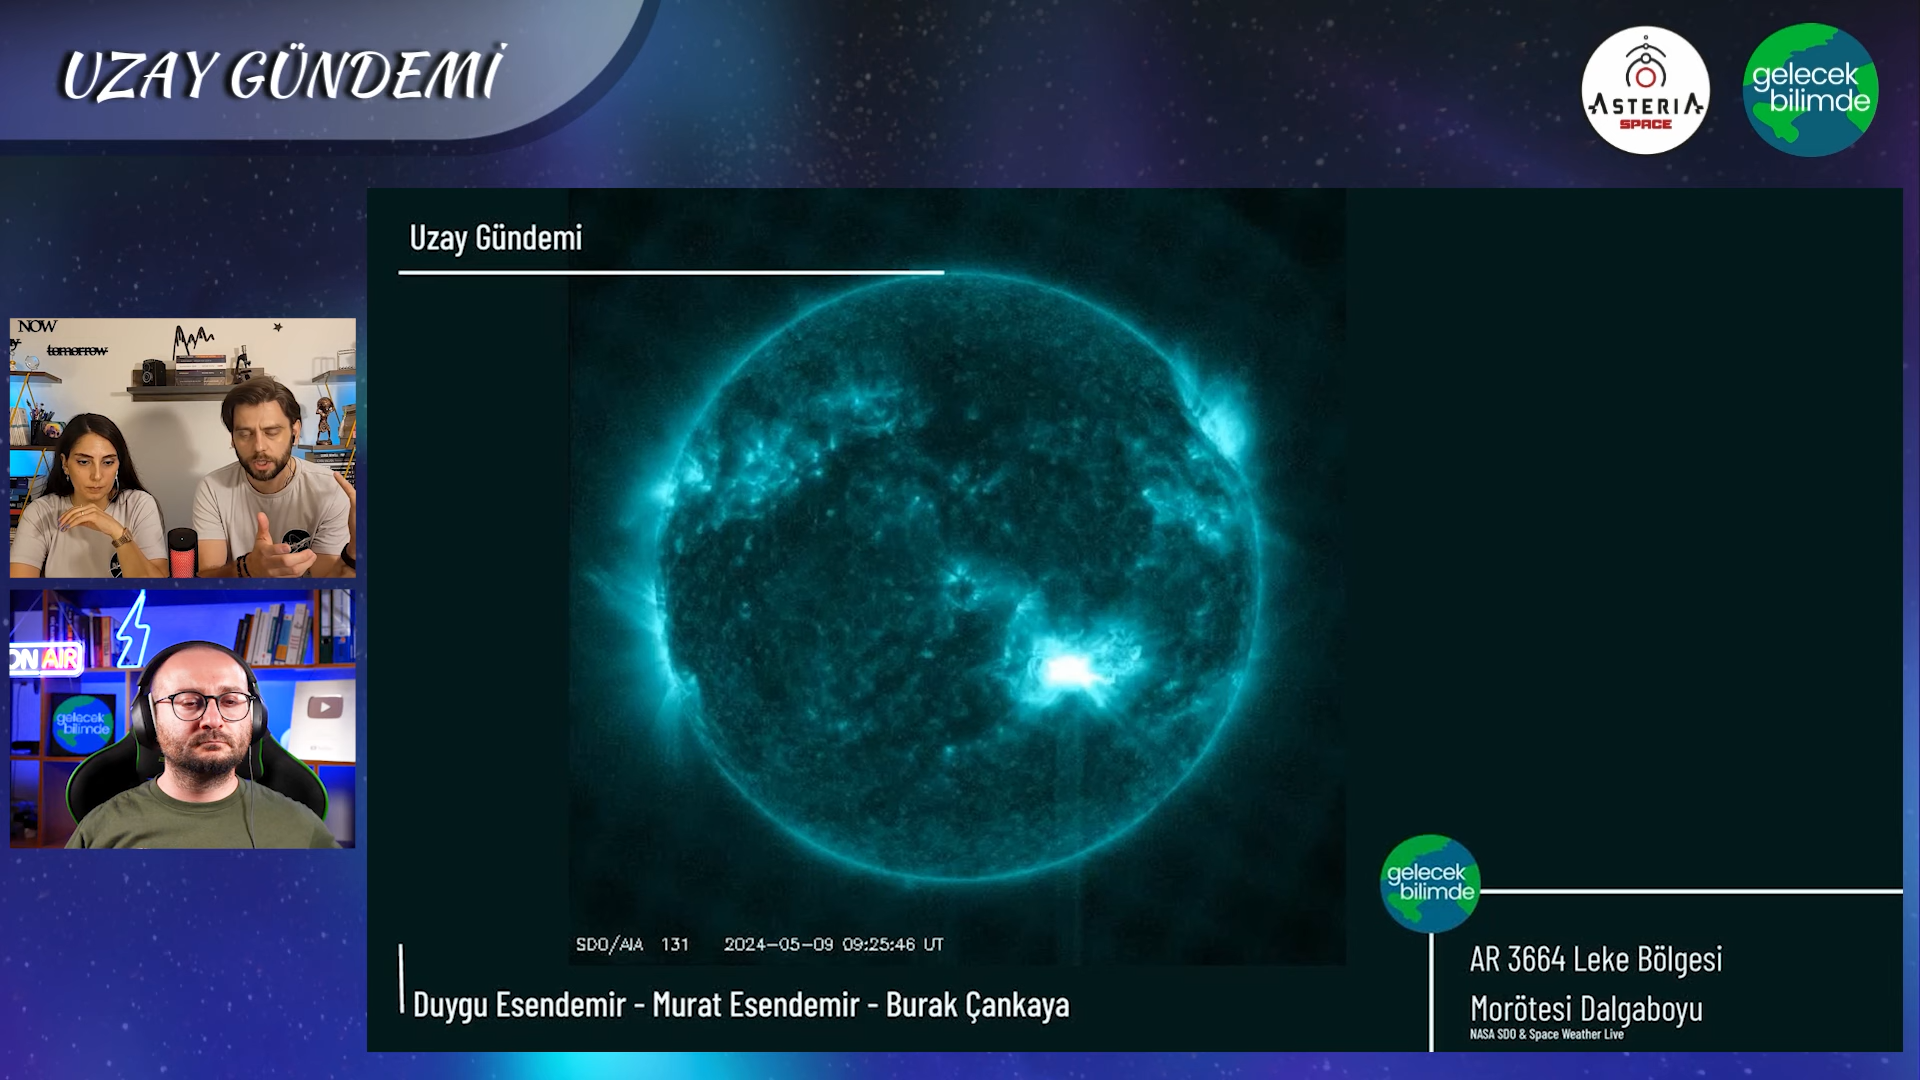 UZAY GÜNDEMİ
ASTERIA
SPACE
gelecek
bilimde
Uzay Gündemi
NOW
tomorrow
ON AIR
gelecek
bilimde
SDO/AIA 131 2024-05-09 09:25:46 UT
Duygu Esendemir - Murat Esendemir - Burak Çankaya
gelecek
bilimde
AR 3664 Leke Bölgesi
Morötesi Dalgaboyu
NASA SDO & Space Weather Live